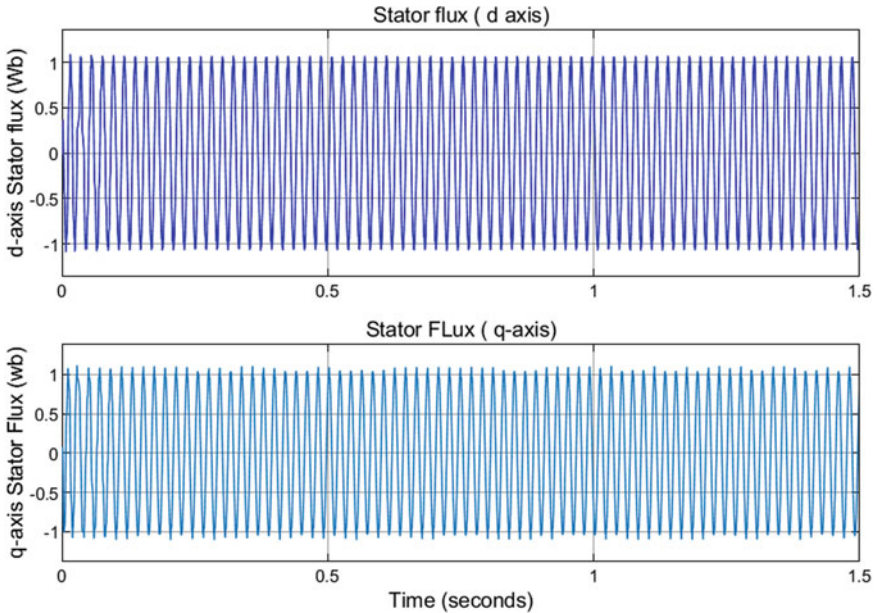 Stator flux ( d axis)
d-axis Stator flux (Wb)
1
0.5
0
-0.5
-1
0 0.5 1 1.5
Stator FLux ( q-axis)
q-axis Stator Flux (wb)
1
0.5
0
-0.5
-1
0 0.5 1 1.5
Time (seconds)